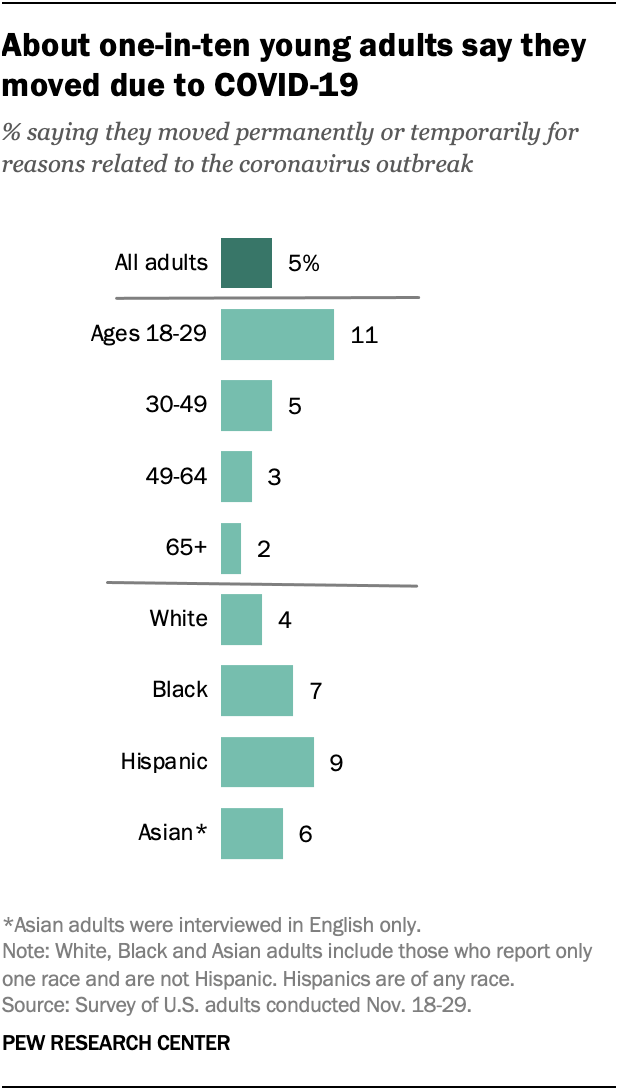 About one-in-ten young adults say they
moved due to COVID-19
% saying they moved permanently or temporarily for
reasons related to the coronavirus outbreak
All adults 5%
Ages 18-29 11
30-49 5
49-64 3
65+ 2
White 4
Black 7
Hispanic 9
Asian* 6
*Asian adults were interviewed in English only.
Note: White, Black and Asian adults include those who report only
one race and are not Hispanic. Hispanics are of any race.
Source: Survey of U.S. adults conducted Nov. 18-29.
PEW RESEARCH CENTER